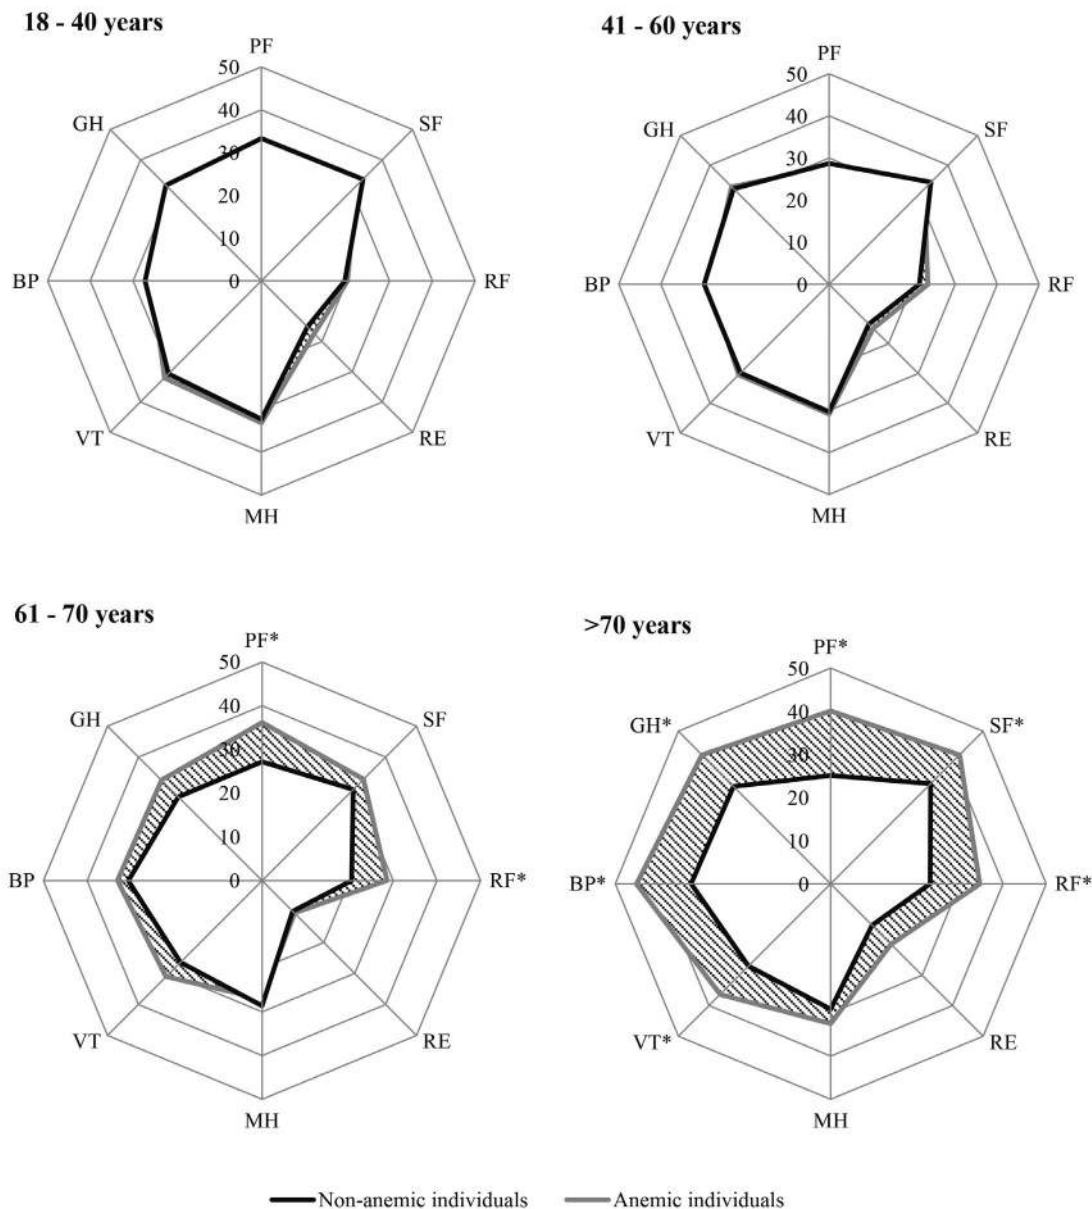 18 - 40 years
PF
50
40
30
20
10
0
GH
SF
BP
RF
VT
RE
MH
41 - 60 years
PF
50
40
30
20
10
0
GH
SF
BP
RF
VT
RE
MH
61 - 70 years
PF*
50
40
30
20
10
0
GH
SF
BP
RF*
VT
RE
MH
>70 years
PF*
50
40
30
20
10
0
GH*
SF*
BP*
RF*
VT*
RE
MH
Non-anemic individuals
Anemic individuals